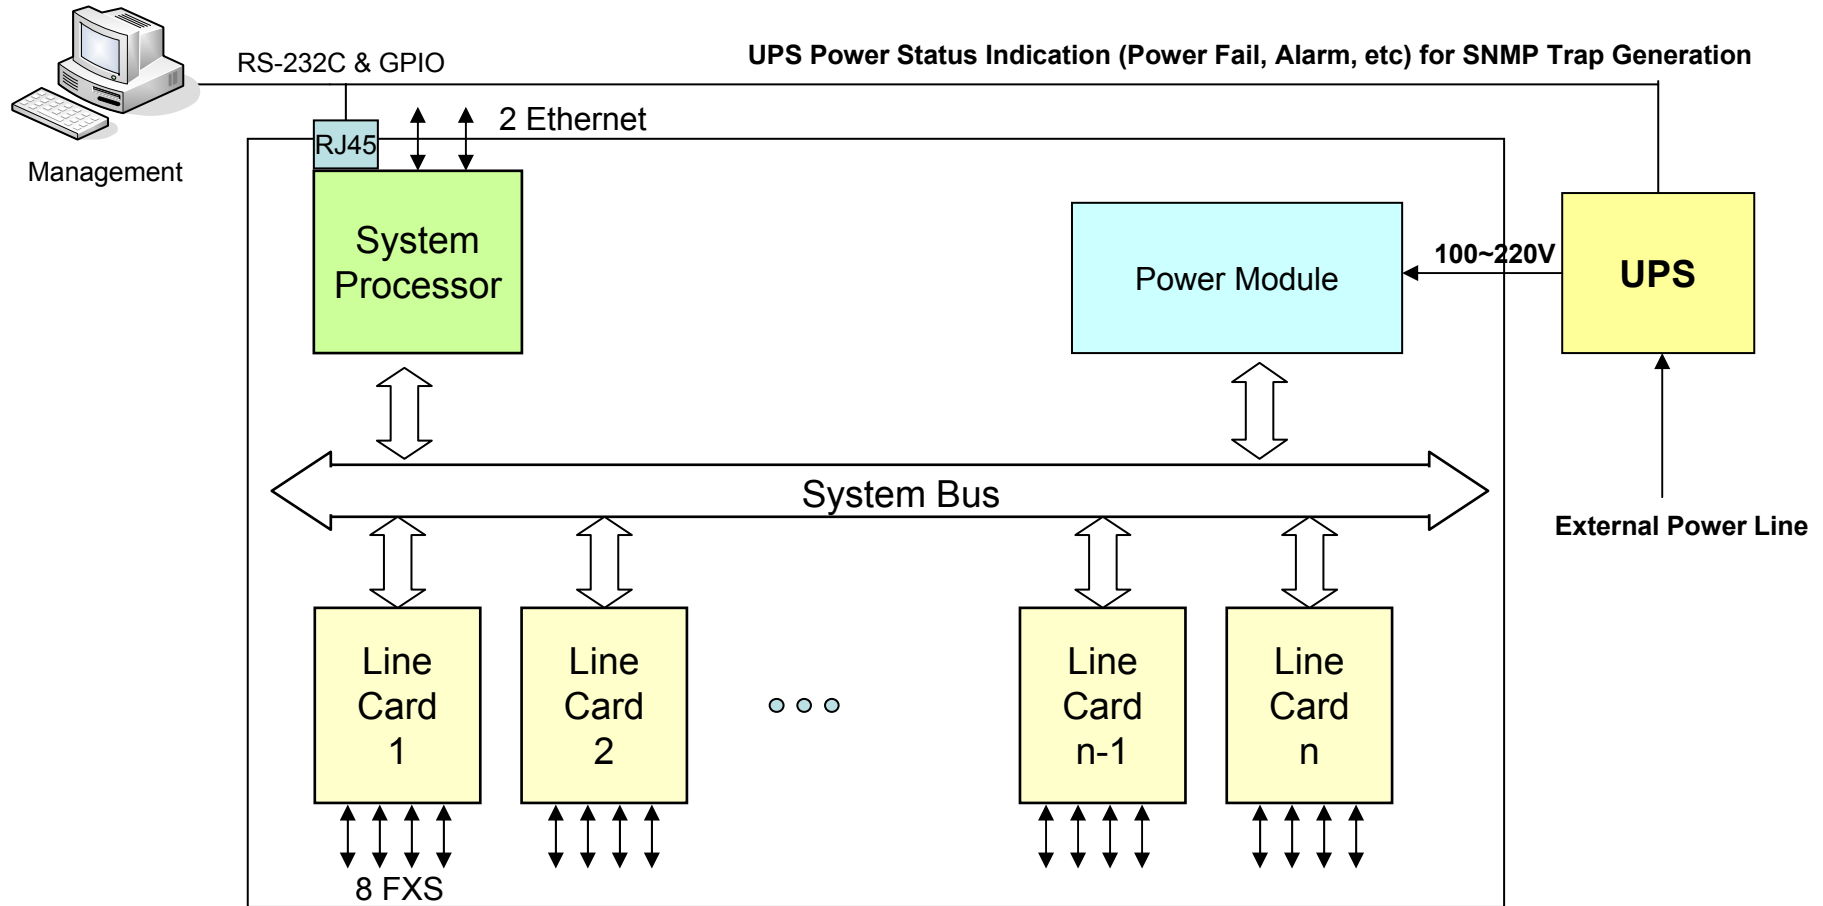 RS-232C & GPIO
UPS Power Status Indication (Power Fail, Alarm, etc) for SNMP Trap Generation
2 Ethernet
RJ45
Management
System
Processor
Power Module
100~220V
UPS
System Bus
External Power Line
Line
Card
1
Line
Card
2
Line
Card
n-1
Line
Card
n
8 FXS